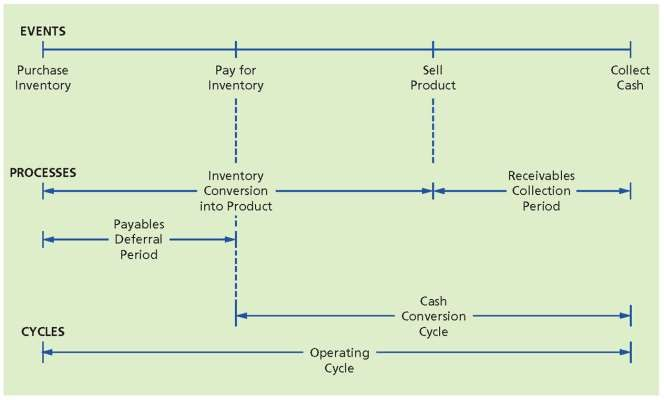 EVENTS
Purchase
Inventory
Pay for
Inventory
Sell
Product
Collect
Cash
PROCESSES
Inventory
Conversion
into Product
Receivables
Collection
Period
Payables
Deferral
Period
Cash
Conversion
Cycle
CYCLES
Operating
Cycle